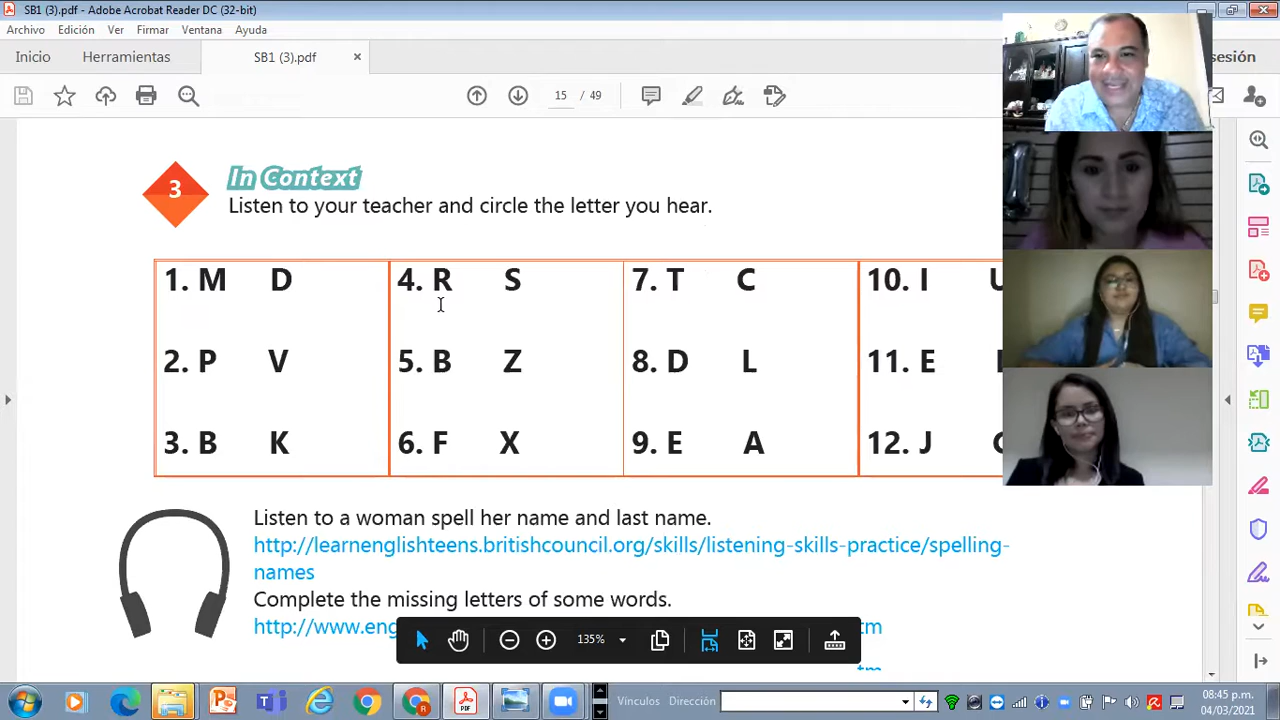 SB1 (3).pdf - Adobe Acrobat Reader DC (32-bit)
Archivo Edición Ver Firmar Ventana Ayuda
Inicio Herramientas SB1 (3).pdf × sesión
15 / 49
3 In Context
Listen to your teacher and circle the letter you hear.
1. M D 4. R S 7. T C 10. I
2. P V 5. B Z 8. D L 11. E
3. B K 6. F X 9. E A 12. J
Listen to a woman spell her name and last name.
http://learnenglishteens.britishcouncil.org/skills/listening-skills-practice/spelling-
names
Complete the missing letters of some words.
http://www.eng tm
135%
tm
Vínculos Dirección 08:45 p.m.
04/03/2021